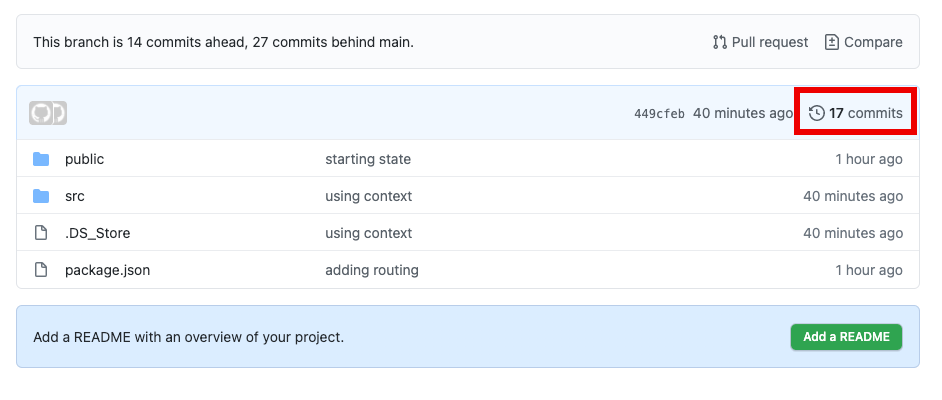 This branch is 14 commits ahead, 27 commits behind main. Pull request Compare
449cfeb 40 minutes ago 17 commits
public starting state 1 hour ago
src using context 40 minutes ago
.DS_Store using context 40 minutes ago
package.json adding routing 1 hour ago
Add a README with an overview of your project. Add a README